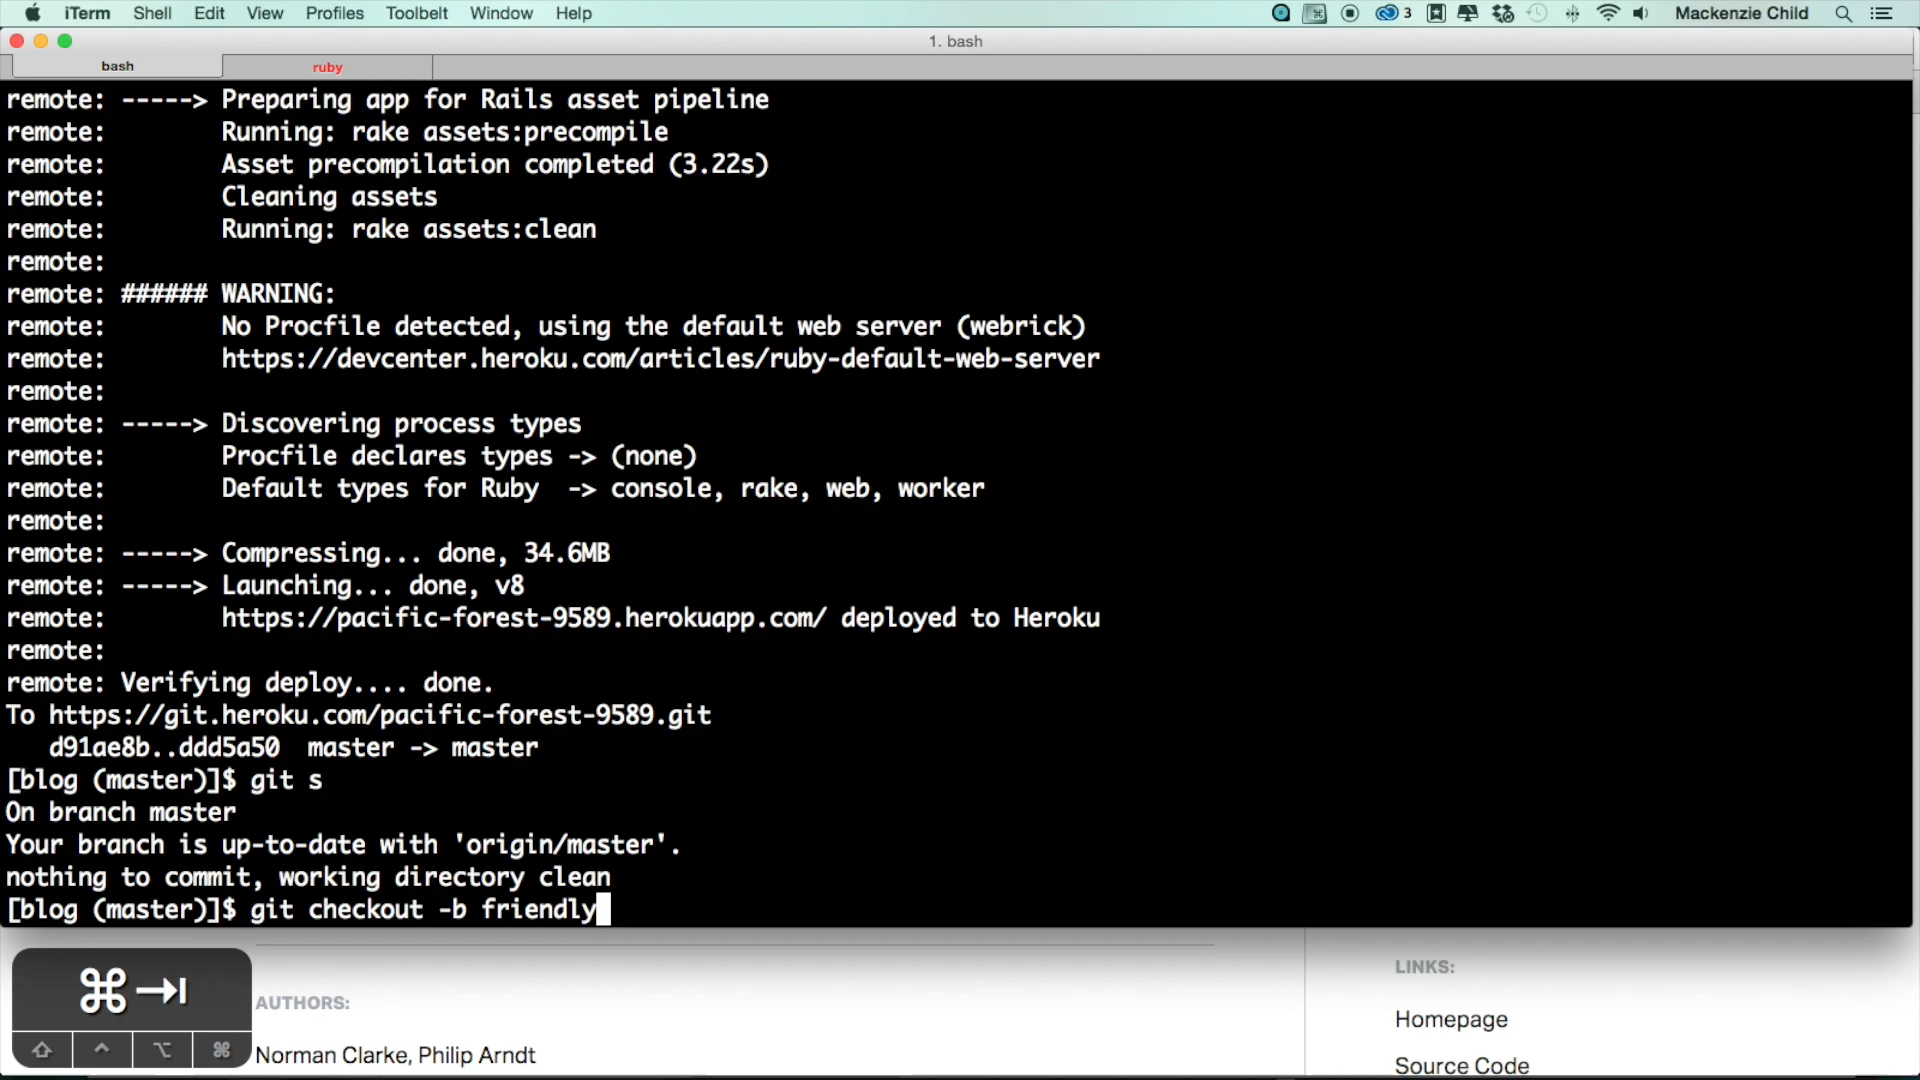 iTerm Shell Edit View Profiles Toolbelt Window Help 3 Mackenzie Child
1. bash
bash ruby
remote: -----> Preparing app for Rails asset pipeline
remote:        Running: rake assets:precompile
remote:        Asset precompilation completed (3.22s)
remote:        Cleaning assets
remote:        Running: rake assets:clean
remote:
remote: ###### WARNING:
remote:        No Procfile detected, using the default web server (webrick)
remote:        https://devcenter.heroku.com/articles/ruby-default-web-server
remote:
remote: -----> Discovering process types
remote:        Procfile declares types -> (none)
remote:        Default types for Ruby  -> console, rake, web, worker
remote:
remote: -----> Compressing... done, 34.6MB
remote: -----> Launching... done, v8
remote:        https://pacific-forest-9589.herokuapp.com/ deployed to Heroku
remote:
remote: Verifying deploy.... done.
To https://git.heroku.com/pacific-forest-9589.git
   d91ae8b..ddd5a50  master -> master
[blog (master)]$ git s
On branch master
Your branch is up-to-date with 'origin/master'.
nothing to commit, working directory clean
[blog (master)]$ git checkout -b friendly
LINKS:
AUTHORS:
Homepage
Norman Clarke, Philip Arndt
Source Code